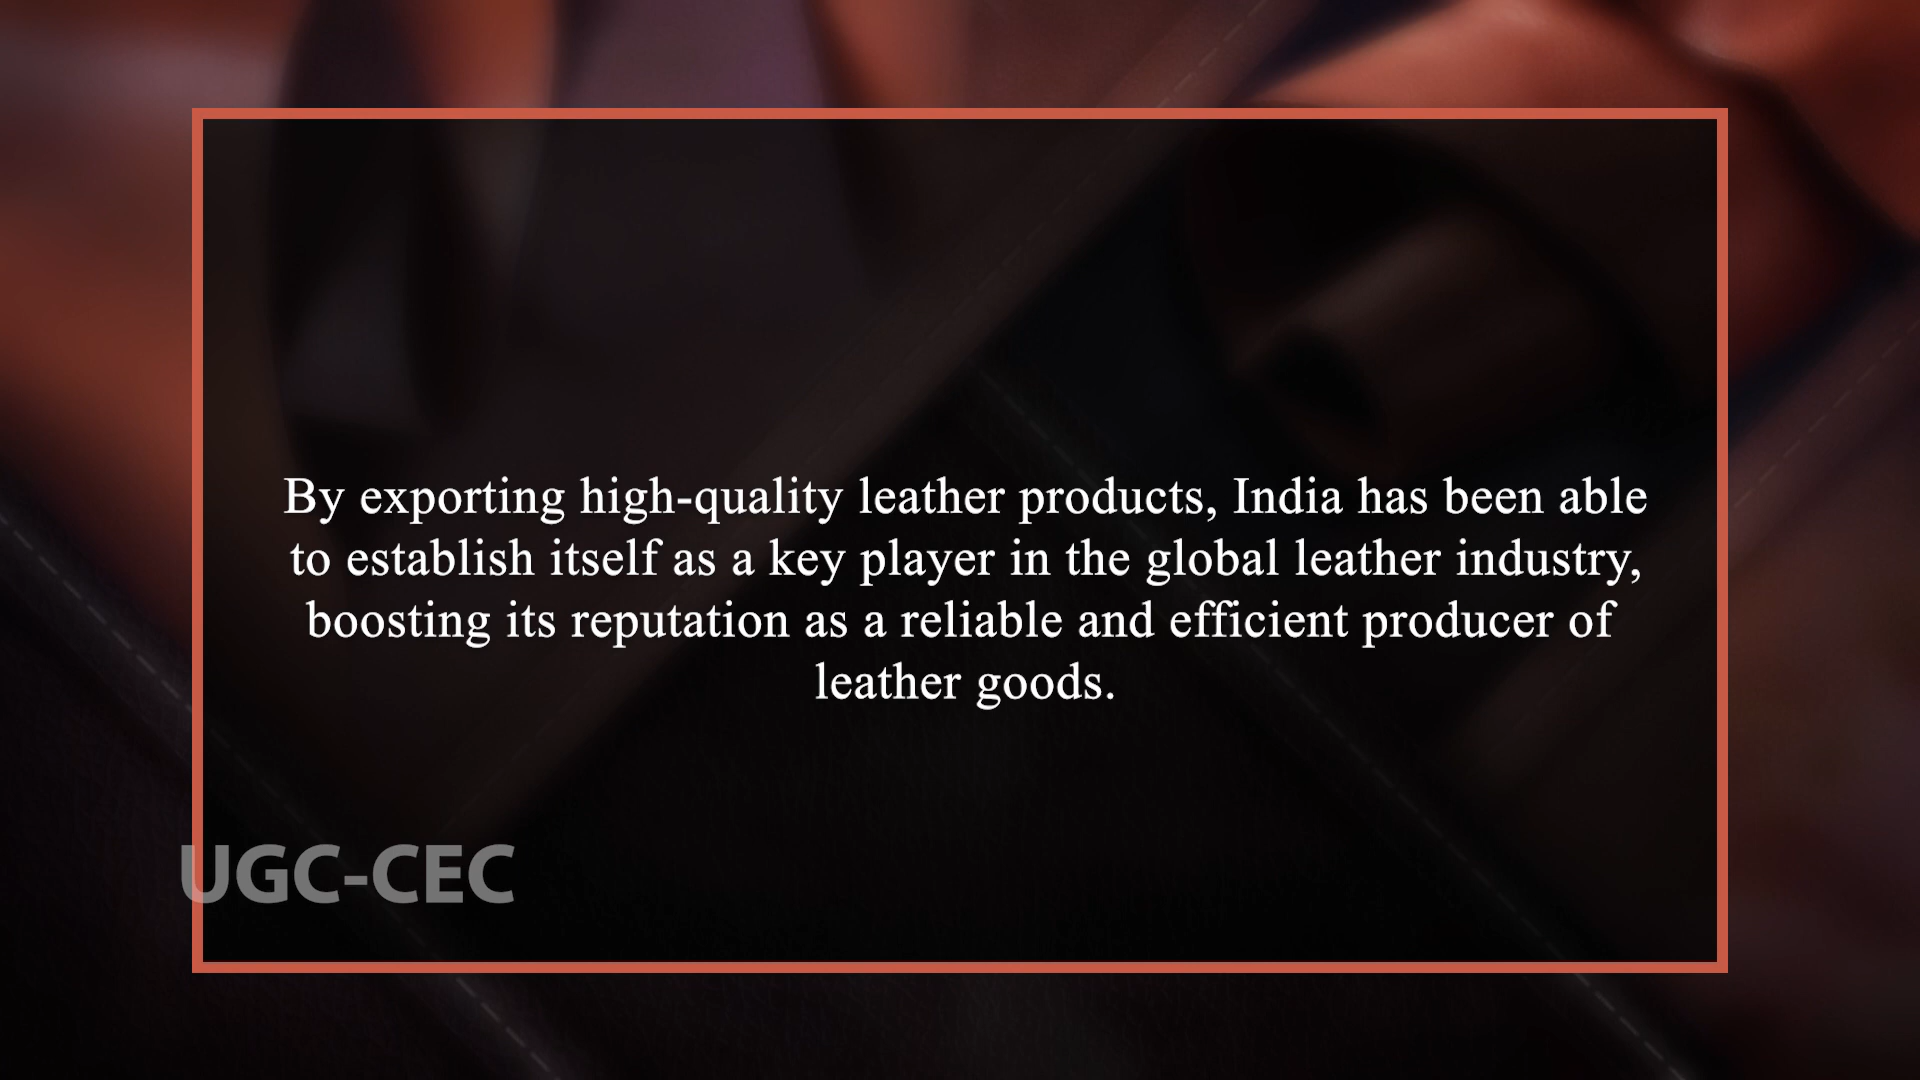 By exporting high-quality leather products, India has been able
to establish itself as a key player in the global leather industry,
boosting its reputation as a reliable and efficient producer of
leather goods.
UGC-CEC